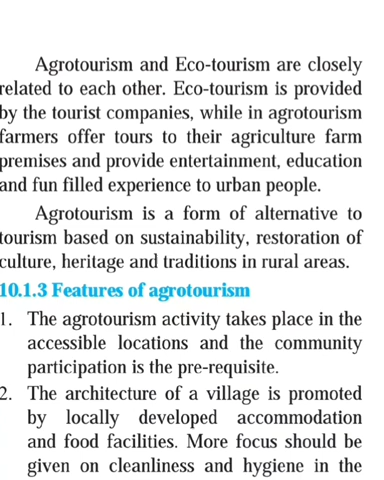 Agrotourism and Eco-tourism are closely
related to each other. Eco-tourism is provided
by the tourist companies, while in agrotourism
farmers offer tours to their agriculture farm
premises and provide entertainment, education
and fun filled experience to urban people.
Agrotourism is a form of alternative to
tourism based on sustainability, restoration of
culture, heritage and traditions in rural areas.
10.1.3 Features of agrotourism
1. The agrotourism activity takes place in the
accessible locations and the community
participation is the pre-requisite.
2. The architecture of a village is promoted
by locally developed accommodation
and food facilities. More focus should be
given on cleanliness and hygiene in the